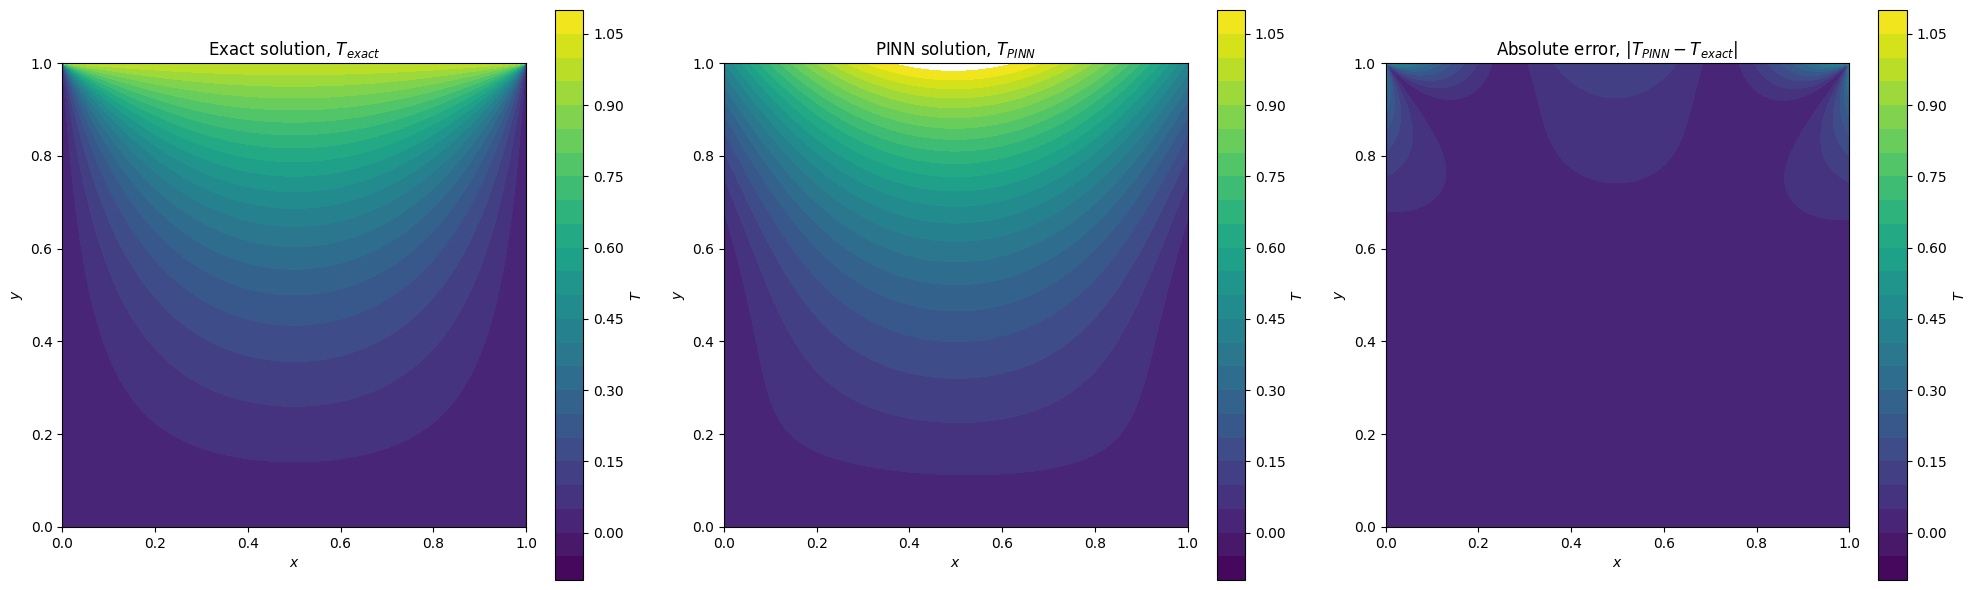 Exact solution, T_exact
1.0
0.8
0.6
0.4
0.2
0.0
y
0.0 0.2 0.4 0.6 0.8 1.0
x
1.05
0.90
0.75
0.60
0.45
0.30
0.15
0.00
T
PINN solution, T_PINN
1.0
0.8
0.6
0.4
0.2
0.0
y
0.0 0.2 0.4 0.6 0.8 1.0
x
1.05
0.90
0.75
0.60
0.45
0.30
0.15
0.00
T
Absolute error, |T_PINN − T_exact|
1.0
0.8
0.6
0.4
0.2
0.0
y
0.0 0.2 0.4 0.6 0.8 1.0
x
1.05
0.90
0.75
0.60
0.45
0.30
0.15
0.00
T